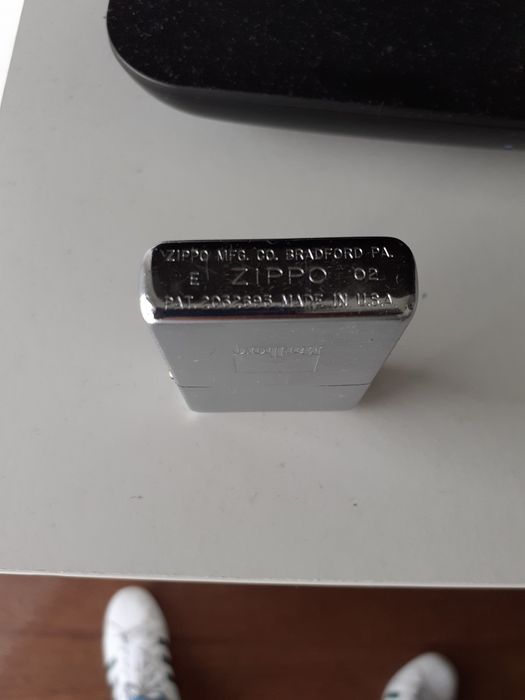 ZIPPO MFG. CO. BRADFORD PA.
E ZIPPO 02
PAT. 2032695 MADE IN U.S.A